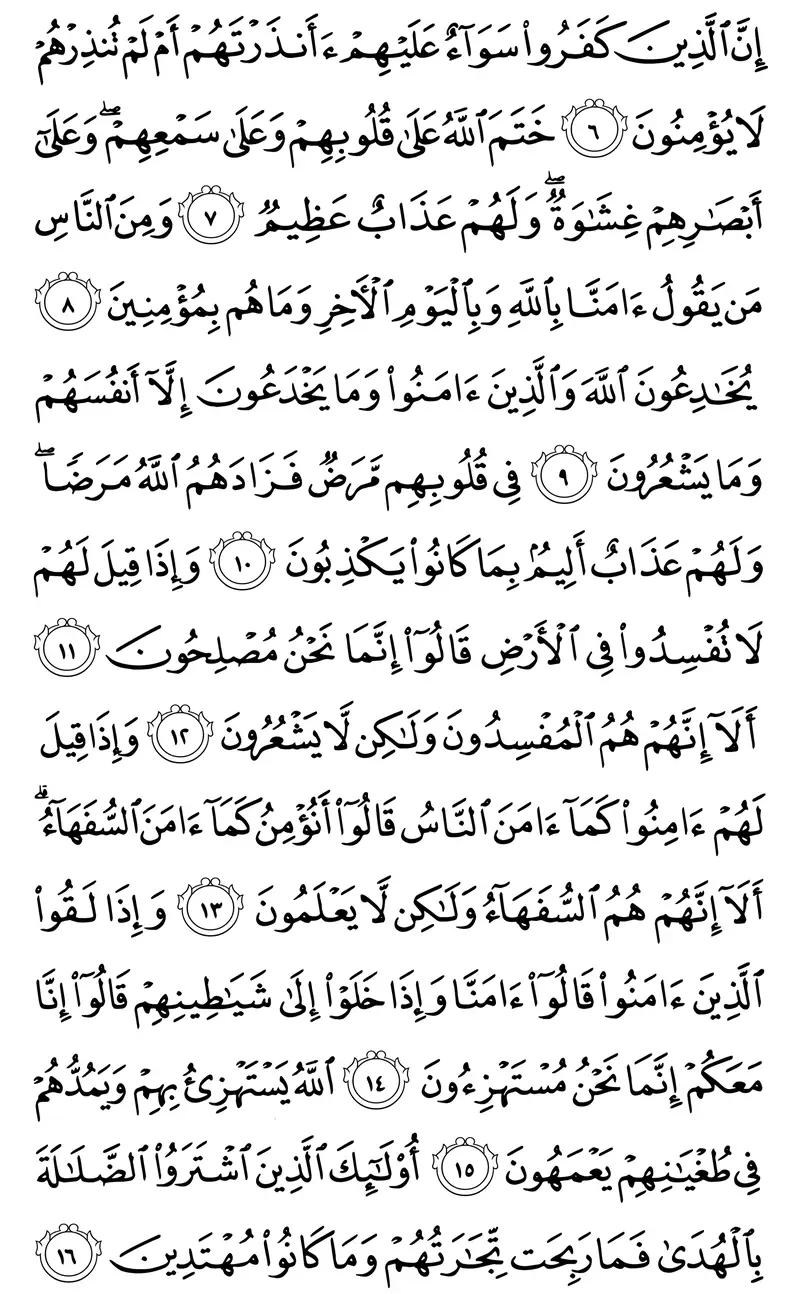 إِنَّ ٱلَّذِينَ كَفَرُوا۟ سَوَآءٌ عَلَيْهِمْ ءَأَنذَرْتَهُمْ أَمْ لَمْ تُنذِرْهُمْ
لَا يُؤْمِنُونَ ٦ خَتَمَ ٱللَّهُ عَلَىٰ قُلُوبِهِمْ وَعَلَىٰ سَمْعِهِمْ ۖ وَعَلَىٰٓ
أَبْصَـٰرِهِمْ غِشَـٰوَةٌ ۖ وَلَهُمْ عَذَابٌ عَظِيمٌ ٧ وَمِنَ ٱلنَّاسِ
مَن يَقُولُ ءَامَنَّا بِٱللَّهِ وَبِٱلْيَوْمِ ٱلْـَٔاخِرِ وَمَا هُم بِمُؤْمِنِينَ ٨
يُخَـٰدِعُونَ ٱللَّهَ وَٱلَّذِينَ ءَامَنُوا۟ وَمَا يَخْدَعُونَ إِلَّآ أَنفُسَهُمْ
وَمَا يَشْعُرُونَ ٩ فِى قُلُوبِهِم مَّرَضٌ فَزَادَهُمُ ٱللَّهُ مَرَضًا ۖ
وَلَهُمْ عَذَابٌ أَلِيمٌۢ بِمَا كَانُوا۟ يَكْذِبُونَ ١٠ وَإِذَا قِيلَ لَهُمْ
لَا تُفْسِدُوا۟ فِى ٱلْأَرْضِ قَالُوٓا۟ إِنَّمَا نَحْنُ مُصْلِحُونَ ١١
أَلَآ إِنَّهُمْ هُمُ ٱلْمُفْسِدُونَ وَلَـٰكِن لَّا يَشْعُرُونَ ١٢ وَإِذَا قِيلَ
لَهُمْ ءَامِنُوا۟ كَمَآ ءَامَنَ ٱلنَّاسُ قَالُوٓا۟ أَنُؤْمِنُ كَمَآ ءَامَنَ ٱلسُّفَهَآءُ ۗ
أَلَآ إِنَّهُمْ هُمُ ٱلسُّفَهَآءُ وَلَـٰكِن لَّا يَعْلَمُونَ ١٣ وَإِذَا لَقُوا۟
ٱلَّذِينَ ءَامَنُوا۟ قَالُوٓا۟ ءَامَنَّا وَإِذَا خَلَوْا۟ إِلَىٰ شَيَـٰطِينِهِمْ قَالُوٓا۟ إِنَّا
مَعَكُمْ إِنَّمَا نَحْنُ مُسْتَهْزِءُونَ ١٤ ٱللَّهُ يَسْتَهْزِئُ بِهِمْ وَيَمُدُّهُمْ
فِى طُغْيَـٰنِهِمْ يَعْمَهُونَ ١٥ أُو۟لَـٰٓئِكَ ٱلَّذِينَ ٱشْتَرَوُا۟ ٱلضَّلَـٰلَةَ
بِٱلْهُدَىٰ فَمَا رَبِحَت تِّجَـٰرَتُهُمْ وَمَا كَانُوا۟ مُهْتَدِينَ ١٦